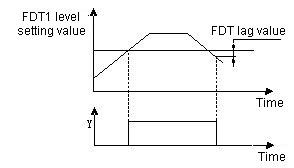 FDT1 level
setting value
FDT lag value
Time
Y
Time